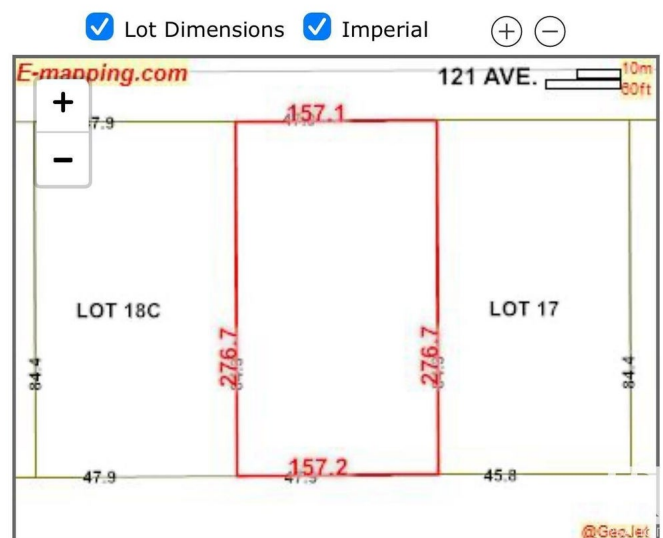 Lot Dimensions Imperial
E-mapping.com
121 AVE.
10m
60ft
+
−
7.9
157.1
LOT 18C
LOT 17
84.4
276.7
276.7
84.4
47.9
157.2
45.8
@GeoJet